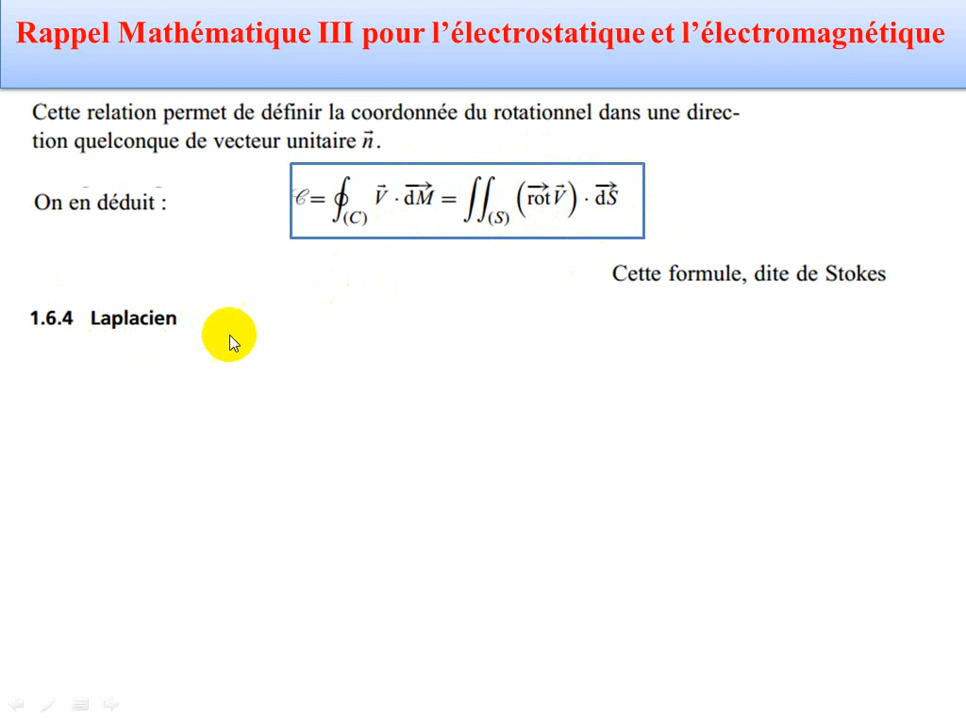 Rappel Mathématique III pour l'électrostatique et l'électromagnétique
Cette relation permet de définir la coordonnée du rotationnel dans une direc-
tion quelconque de vecteur unitaire n⃗.
On en déduit : 𝒞 = ∮_(C) V⃗ · dM⃗ = ∬_(S) (rot⃗ V⃗) · dS⃗
Cette formule, dite de Stokes
1.6.4 Laplacien